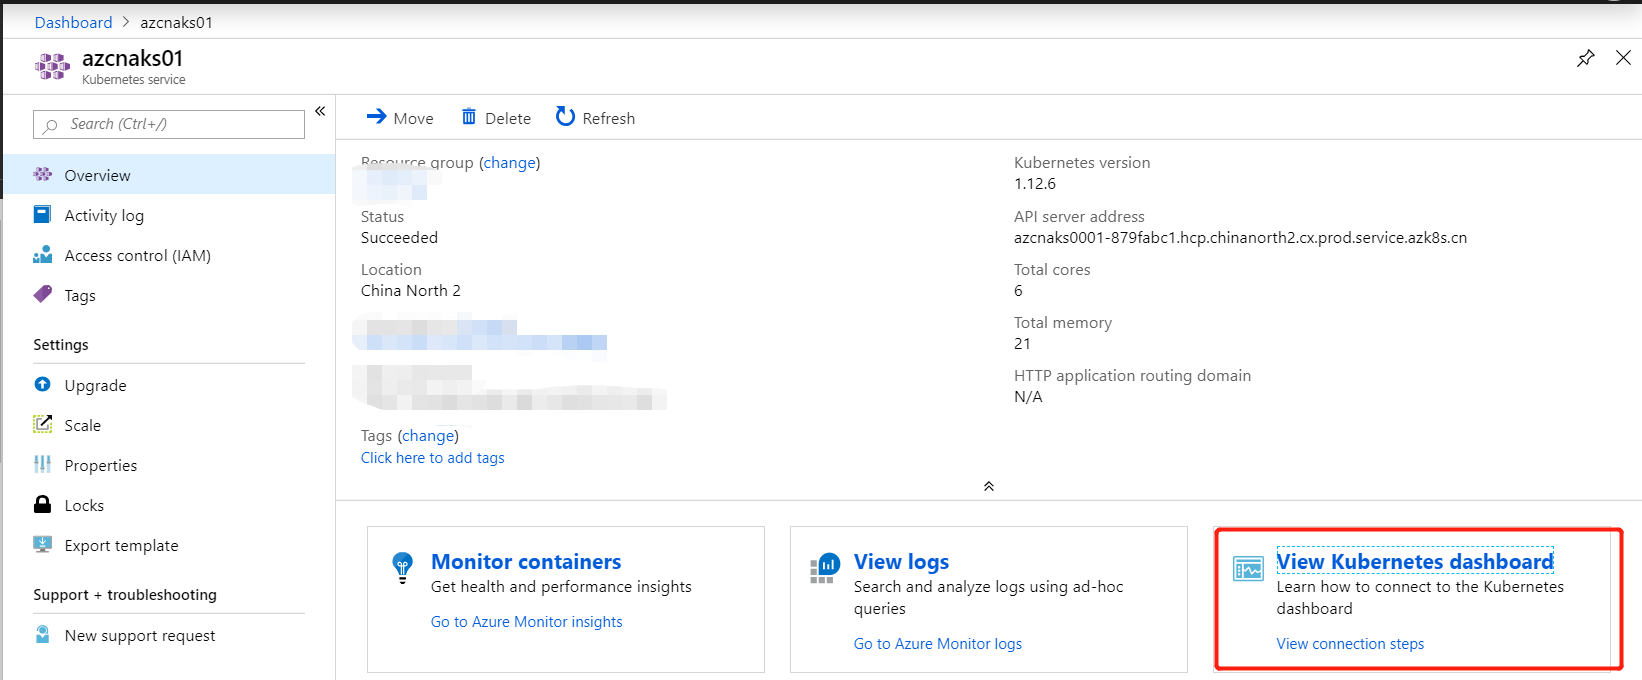 Dashboard > azcnaks01
azcnaks01
Kubernetes service
Search (Ctrl+/)
«
Overview
Activity log
Access control (IAM)
Tags
Settings
Upgrade
Scale
Properties
Locks
Export template
Support + troubleshooting
New support request
Move Delete Refresh
Resource group (change)
Status
Succeeded
Location
China North 2
Tags (change)
Click here to add tags
Kubernetes version
1.12.6
API server address
azcnaks0001-879fabc1.hcp.chinanorth2.cx.prod.service.azk8s.cn
Total cores
6
Total memory
21
HTTP application routing domain
N/A
Monitor containers
Get health and performance insights
Go to Azure Monitor insights
View logs
Search and analyze logs using ad-hoc
queries
Go to Azure Monitor logs
View Kubernetes dashboard
Learn how to connect to the Kubernetes
dashboard
View connection steps